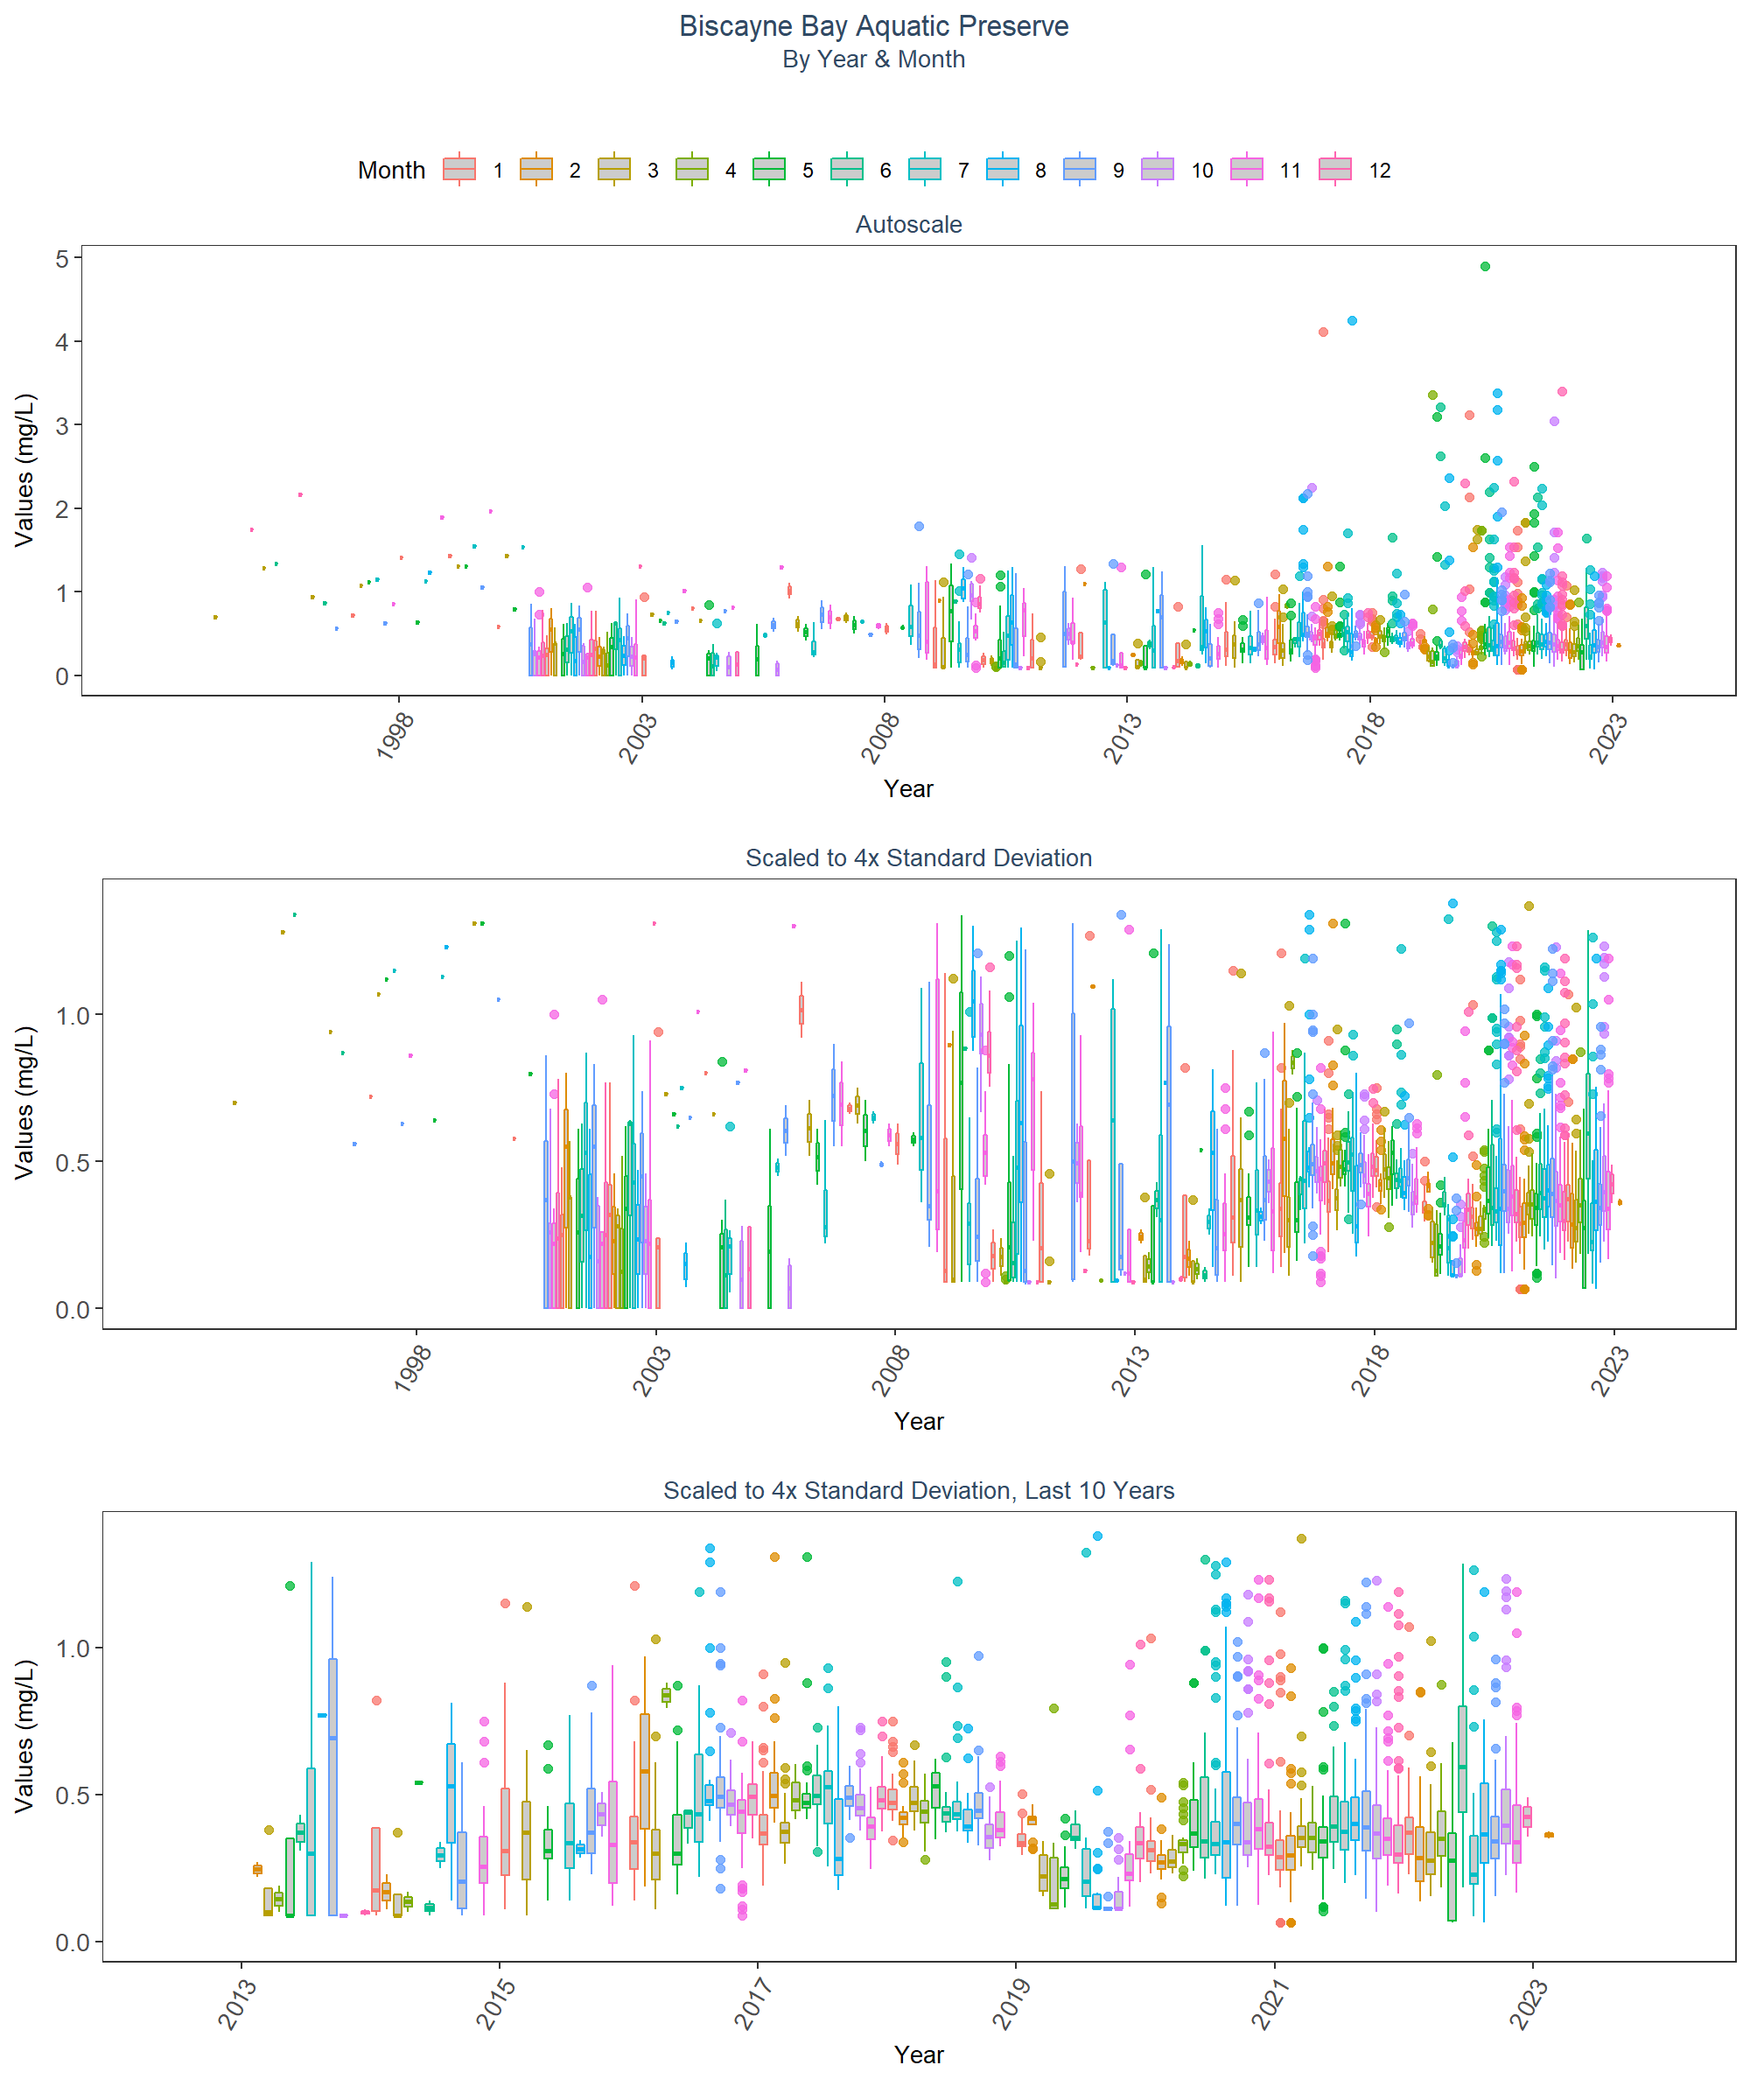 Biscayne Bay Aquatic Preserve
By Year & Month
Month 1 2 3 4 5 6 7 8 9 10 11 12
Autoscale
Values (mg/L)
5
4
3
2
1
0
1998 2003 2008 2013 2018 2023
Year
Scaled to 4x Standard Deviation
Values (mg/L)
1.0
0.5
0.0
1998 2003 2008 2013 2018 2023
Year
Scaled to 4x Standard Deviation, Last 10 Years
Values (mg/L)
1.0
0.5
0.0
2013 2015 2017 2019 2021 2023
Year